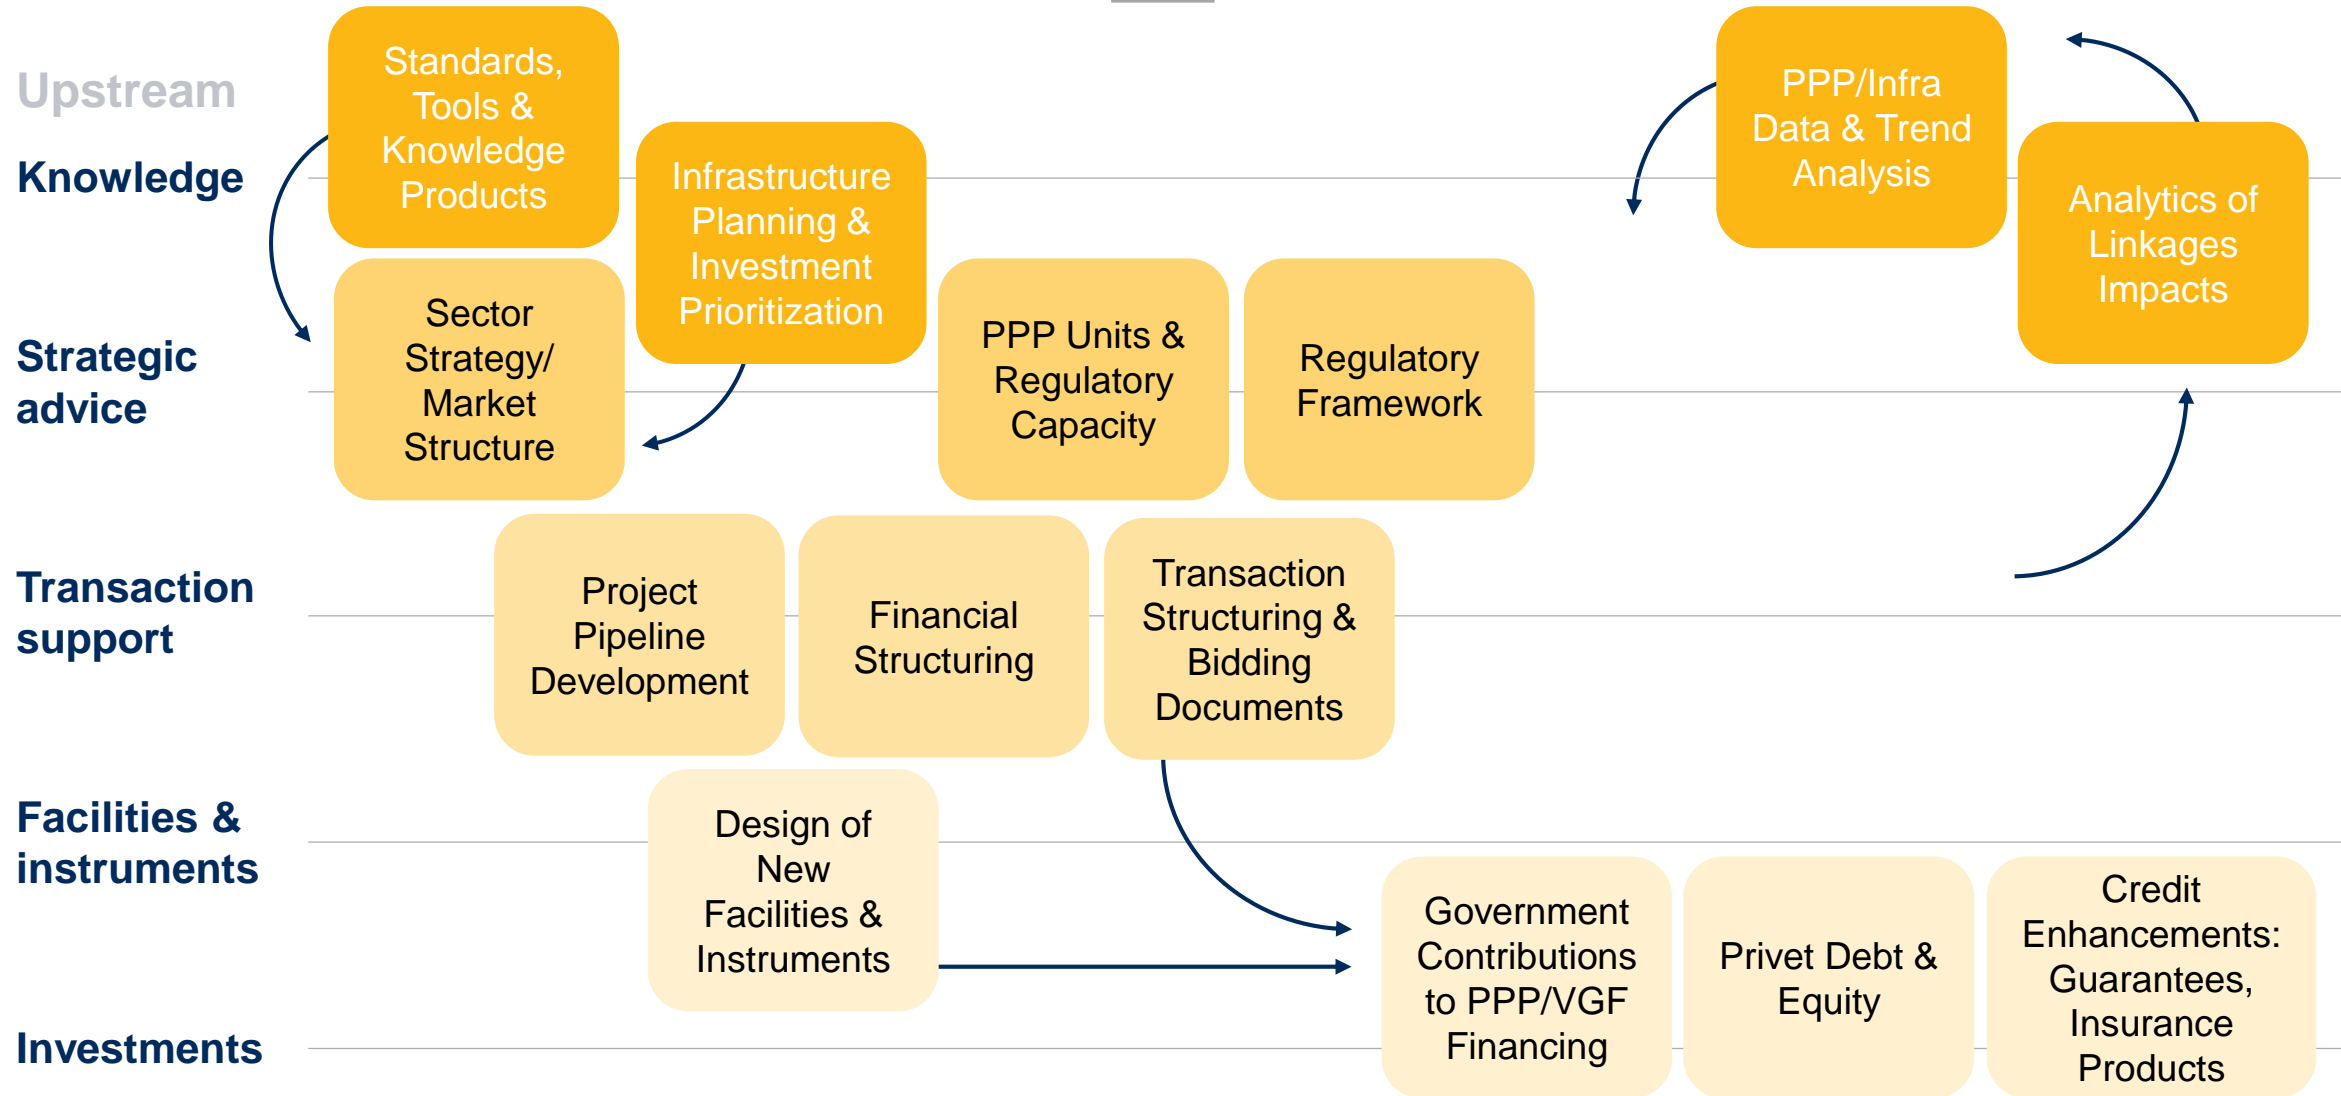 Upstream
Knowledge
Standards,
Tools &
Knowledge
Products
Infrastructure
Planning &
Investment
Prioritization
PPP/Infra
Data & Trend
Analysis
Analytics of
Linkages
Impacts
Strategic
advice
Sector
Strategy/
Market
Structure
PPP Units &
Regulatory
Capacity
Regulatory
Framework
Transaction
support
Project
Pipeline
Development
Financial
Structuring
Transaction
Structuring &
Bidding
Documents
Facilities &
instruments
Design of
New
Facilities &
Instruments
Investments
Government
Contributions
to PPP/VGF
Financing
Privet Debt &
Equity
Credit
Enhancements:
Guarantees,
Insurance
Products